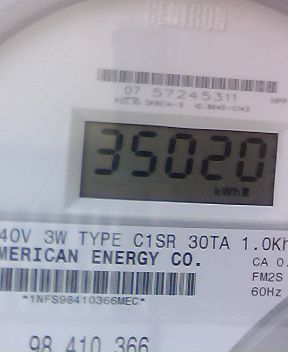 CENTRON
07 57245311
35020
kWh
40V 3W TYPE C1SR 30TA 1.0Kh
MERICAN ENERGY CO.
CA 0.
FM2S
60Hz
*1NFS98410366MEC*
98 410 366